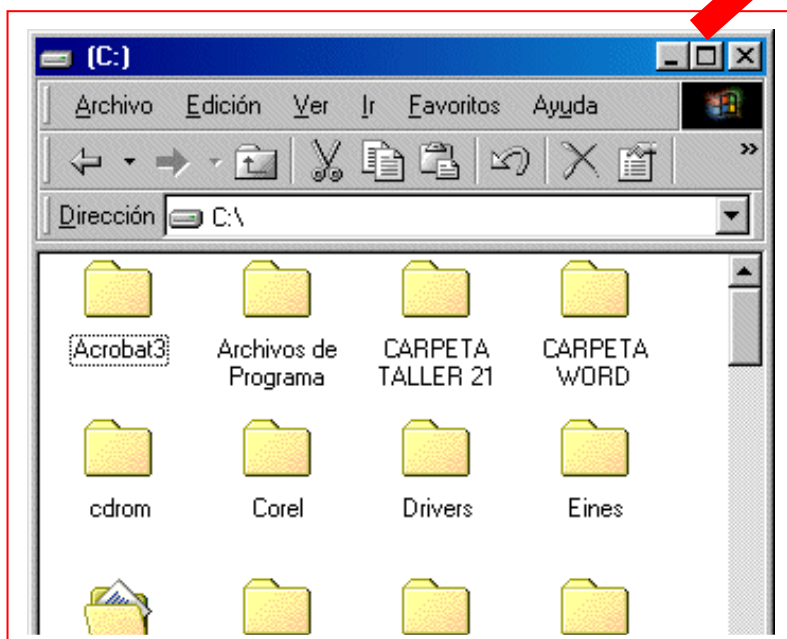 (C:)
Archivo Edición Ver Ir Favoritos Ayuda
Dirección C:\
Acrobat3 Archivos de Programa CARPETA TALLER 21 CARPETA WORD
cdrom Corel Drivers Eines